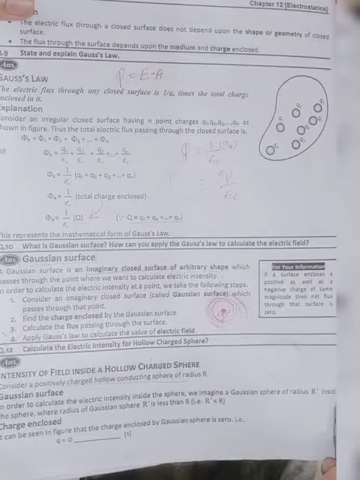 Chapter 12 [Electrostatics]
• The electric flux through a closed surface does not depend upon the shape or geometry of closed surface.
• The flux through the surface depends upon the medium and charge enclosed.
State and explain Gauss's Law.
Ans
GAUSS'S LAW
φ = E·A
The electric flux through any closed surface is 1/ε₀ times the total charge
enclosed in it.
Explanation
Consider an irregular closed surface having n point charges q₁,q₂,q₃,...,qₙ as
shown in figure. Thus the total electric flux passing through the closed surface is,
Φₑ = Φ₁ + Φ₂ + Φ₃ + ... + Φₙ
Φₑ = q₁/ε₀ + q₂/ε₀ + q₃/ε₀ + ... + qₙ/ε₀
Φₑ = 1/ε₀ (q₁ + q₂ + q₃ + ...+ qₙ)
Φₑ = 1/ε₀ (total charge enclosed)
Φₑ = 1/ε₀ (Q) (∵ Q = q₁ + q₂ + ...+ qₙ)
This represents the mathematical form of Gauss's Law.
Q.10 What is Gaussian surface? How can you apply the Gauss's law to calculate the electric field?
Ans Gaussian surface
A Gaussian surface is an imaginary closed surface of arbitrary shape which
passes through the point where we want to calculate electric intensity.
In order to calculate the electric intensity at a point, we take the following steps.
1. Consider an imaginary closed surface (called Gaussian surface) which
passes through that point.
2. Find the charge enclosed by the Gaussian surface.
3. Calculate the flux passing through the surface.
4. Apply Gauss's law to calculate the value of electric field.
For Your Information
If a surface encloses a
positive as well as a
negative charge of same
magnitude then net flux
through that surface is
zero.
Q.12 Calculate the Electric Intensity for Hollow Charged Sphere?
Ans
INTENSITY OF FIELD INSIDE A HOLLOW CHARGED SPHERE
Consider a positively charged hollow conducting sphere of radius R.
Gaussian surface
In order to calculate the electric intensity inside the sphere, we imagine a Gaussian surface of radius R' inside
the sphere, where radius of Gaussian sphere R' is less than R (i.e. R' < R)
Charge enclosed
It can be seen in figure that the charge enclosed by Gaussian sphere is zero. i.e.
q = 0 ________ (1)